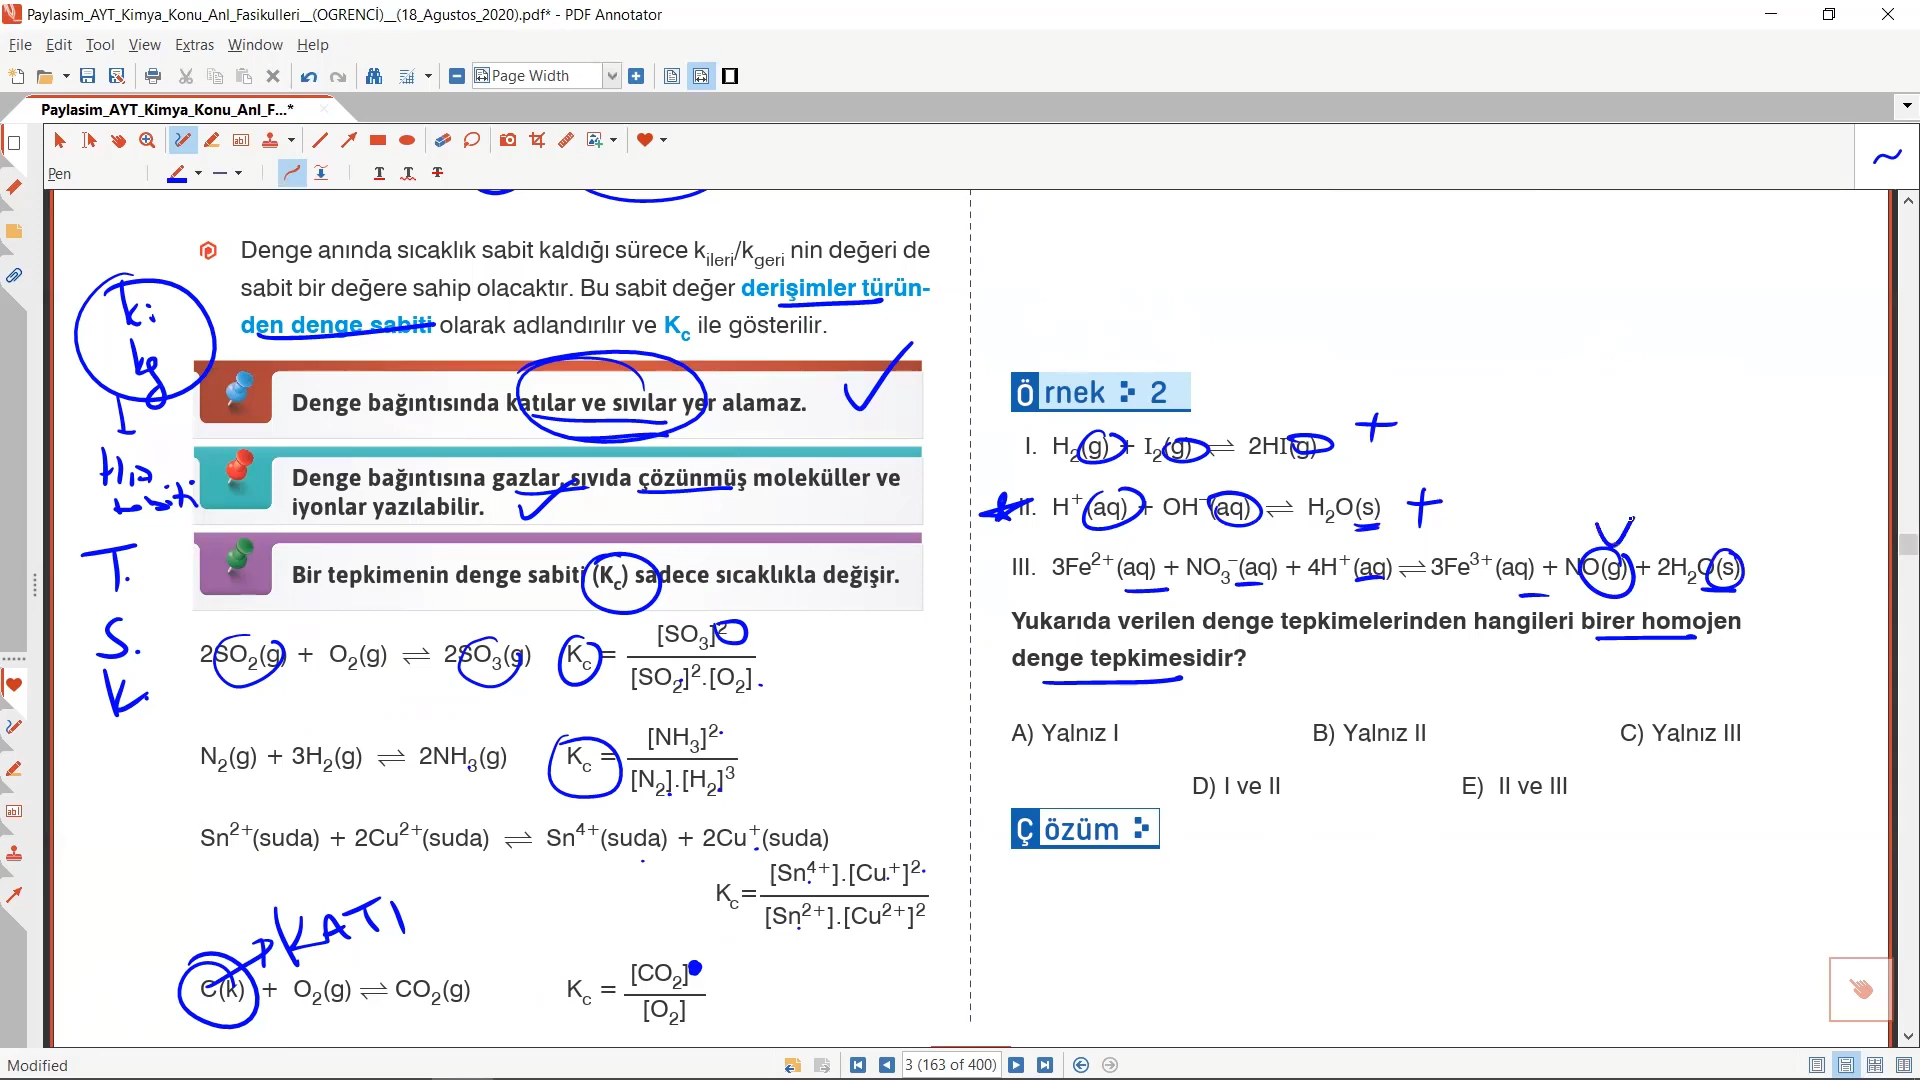 Paylasim_AYT_Kimya_Konu_Anl_Fasikulleri__(OGRENCİ)__(18_Agustos_2020).pdf* - PDF Annotator
File Edit Tool View Extras Window Help
Page Width
Paylasim_AYT_Kimya_Konu_Anl_F...*
Pen
Denge anında sıcaklık sabit kaldığı sürece kileri/kgeri nin değeri de
sabit bir değere sahip olacaktır. Bu sabit değer derişimler türün-
den denge sabiti olarak adlandırılır ve Kc ile gösterilir.
ki
kg
Denge bağıntısında katılar ve sıvılar yer alamaz.
Hız
sabiti
Denge bağıntısına gazlar, sıvıda çözünmüş moleküller ve
iyonlar yazılabilir.
T.
Bir tepkimenin denge sabiti (Kc) sadece sıcaklıkla değişir.
S.
K.
2SO₂(g) + O₂(g) ⇌ 2SO₃(g) Kc = [SO₃]² / [SO₂]².[O₂]
N₂(g) + 3H₂(g) ⇌ 2NH₃(g) Kc = [NH₃]² / [N₂].[H₂]³
Sn²⁺(suda) + 2Cu²⁺(suda) ⇌ Sn⁴⁺(suda) + 2Cu⁺(suda)
Kc = [Sn⁴⁺].[Cu⁺]² / [Sn²⁺].[Cu²⁺]²
KATI
C(k) + O₂(g) ⇌ CO₂(g) Kc = [CO₂] / [O₂]
Örnek 2
I. H₂(g) + I₂(g) ⇌ 2HI(g) +
II. H⁺(aq) + OH⁻(aq) ⇌ H₂O(s) +
III. 3Fe²⁺(aq) + NO₃⁻(aq) + 4H⁺(aq) ⇌ 3Fe³⁺(aq) + NO(g) + 2H₂O(s)
Yukarıda verilen denge tepkimelerinden hangileri birer homojen
denge tepkimesidir?
A) Yalnız I B) Yalnız II C) Yalnız III
D) I ve II E) II ve III
Çözüm
Modified
3 (163 of 400)